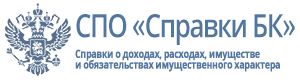 СПО «Справки БК»
Справки о доходах, расходах, имуществе
и обязательствах имущественного характера